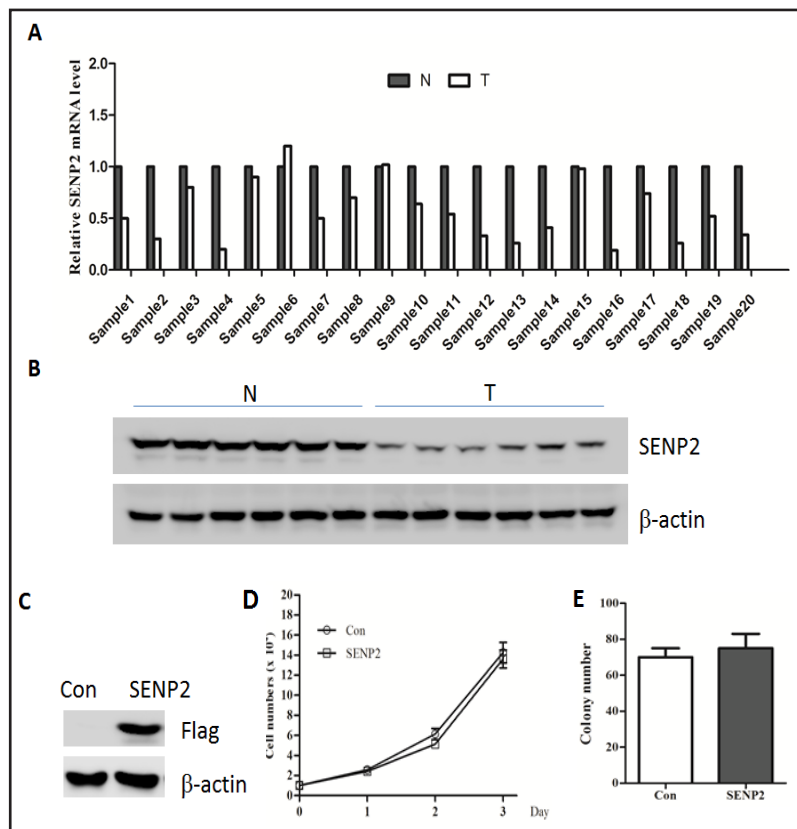 A
Relative SENP2 mRNA level
2.0
1.5
1.0
0.5
0.0
N
T
Sample1
Sample2
Sample3
Sample4
Sample5
Sample6
Sample7
Sample8
Sample9
Sample10
Sample11
Sample12
Sample13
Sample14
Sample15
Sample16
Sample17
Sample18
Sample19
Sample20
B
N T
SENP2
β-actin
C
Con SENP2
Flag
β-actin
D
Cell numbers (x 10
20
18
16
14
12
10
8
6
4
2
0
Con
SENP2
0 1 2 3 Day
E
Colony number
100
80
60
40
20
0
Con SENP2